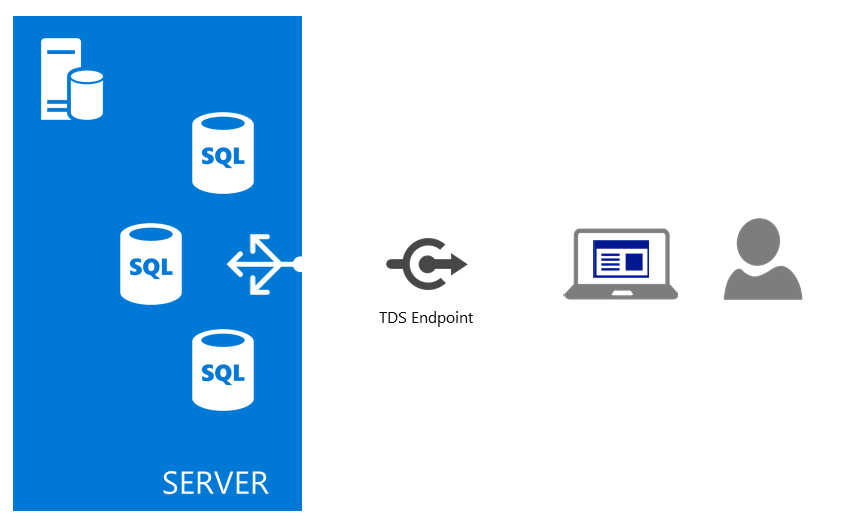 SQL
SQL
TDS Endpoint
SQL
SERVER